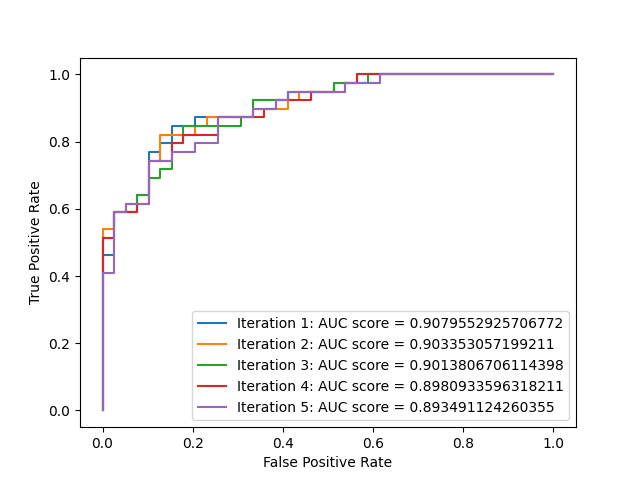 1.0
0.8
0.6
0.4
0.2
0.0
True Positive Rate
Iteration 1: AUC score = 0.9079552925706772
Iteration 2: AUC score = 0.903353057199211
Iteration 3: AUC score = 0.9013806706114398
Iteration 4: AUC score = 0.8980933596318211
Iteration 5: AUC score = 0.893491124260355
0.0 0.2 0.4 0.6 0.8 1.0
False Positive Rate